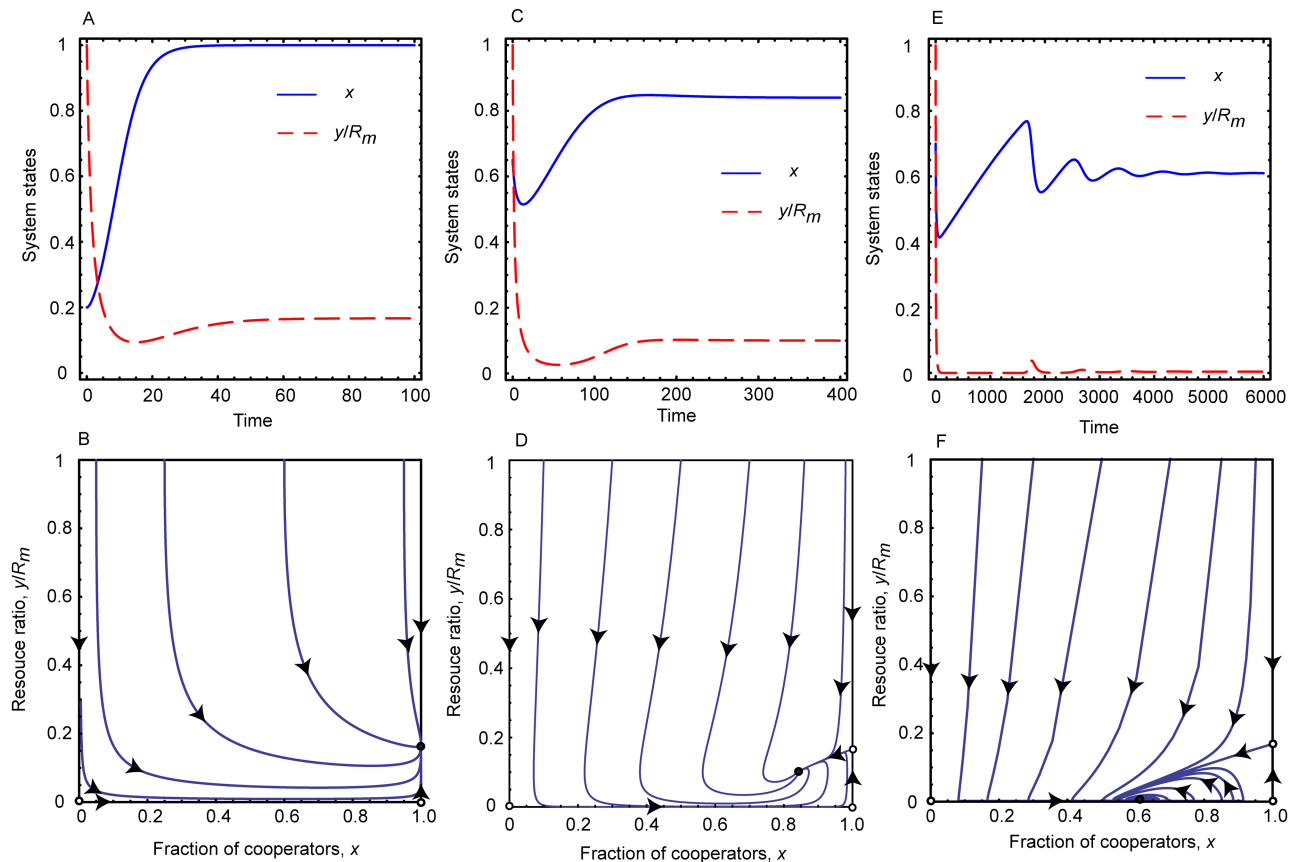 A
1
0.8
0.6
0.4
0.2
0
System states
x
y/Rm
0 20 40 60 80 100
Time
C
1
0.8
0.6
0.4
0.2
0
System states
x
y/Rm
0 100 200 300 400
Time
E
1
0.8
0.6
0.4
0.2
0
System states
x
y/Rm
0 1000 2000 3000 4000 5000 6000
Time
B
1
0.8
0.6
0.4
0.2
0
Resouce ratio, y/Rm
0.0 0.2 0.4 0.6 0.8 1.0
Fraction of cooperators, x
D
1
0.8
0.6
0.4
0.2
0
Resouce ratio, y/Rm
0.0 0.2 0.4 0.6 0.8 1.0
Fraction of cooperators, x
F
1
0.8
0.6
0.4
0.2
0
Resouce ratio, y/Rm
0.0 0.2 0.4 0.6 0.8 1.0
Fraction of cooperators, x